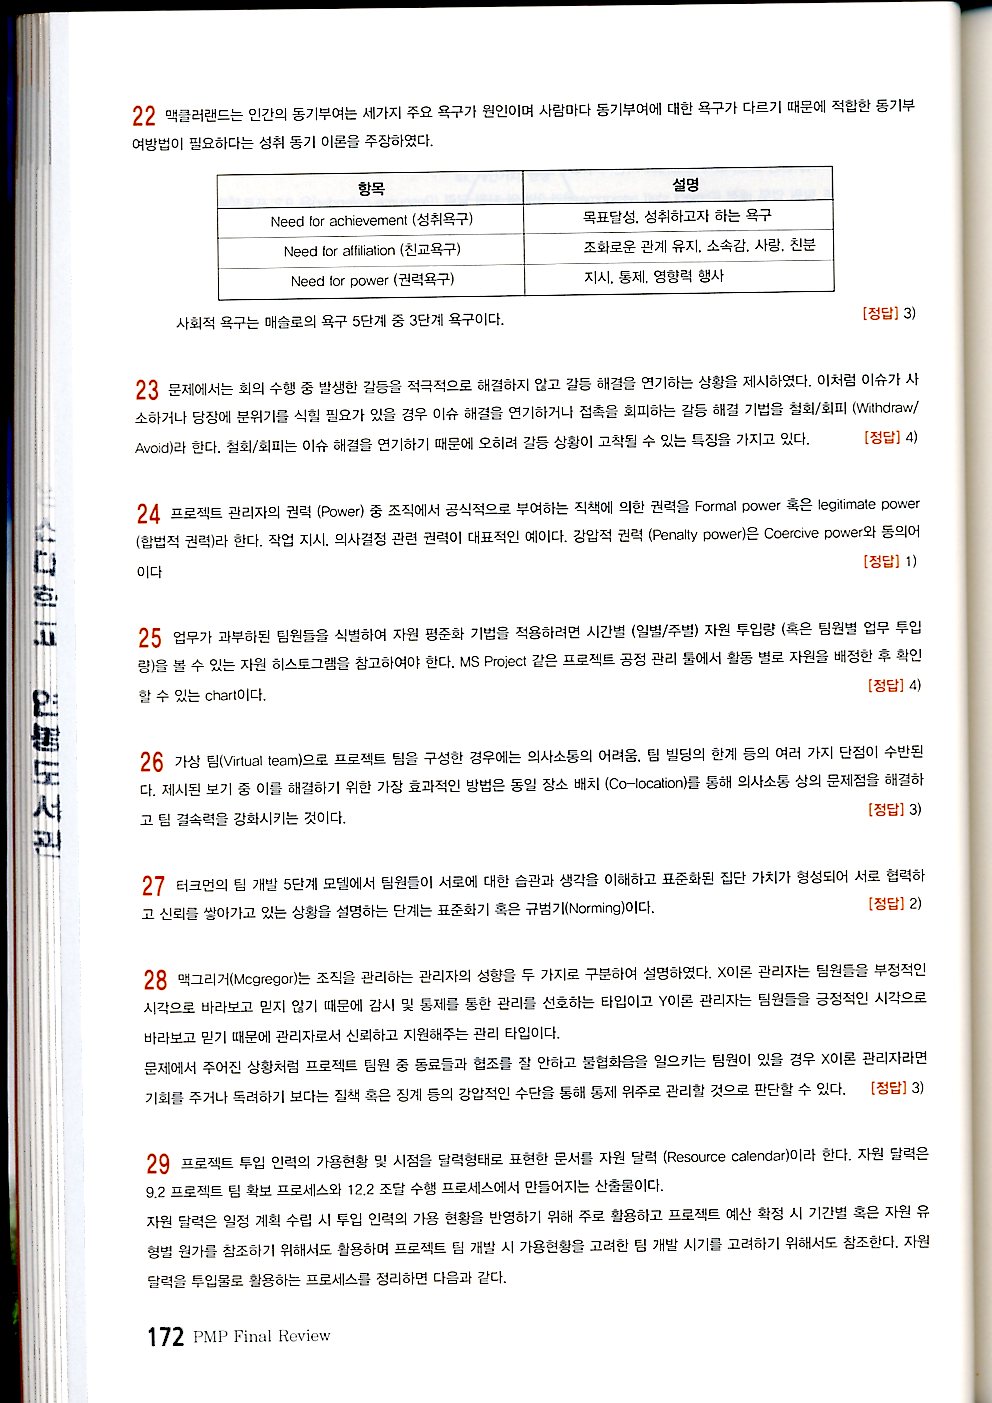 22 맥클러랜드는 인간의 동기부여는 세가지 주요 욕구가 원인이며 사람마다 동기부여에 대한 욕구가 다르기 때문에 적합한 동기부
여방법이 필요하다는 성취 동기 이론을 주장하였다.
항목 설명
Need for achievement (성취욕구) 목표달성, 성취하고자 하는 욕구
Need for affiliation (친교욕구) 조화로운 관계 유지, 소속감, 사랑, 친분
Need for power (권력욕구) 지시, 통제, 영향력 행사
사회적 욕구는 매슬로의 욕구 5단계 중 3단계 욕구이다. [정답] 3)
23 문제에서는 회의 수행 중 발생한 갈등을 적극적으로 해결하지 않고 갈등 해결을 연기하는 상황을 제시하였다. 이처럼 이슈가 사
소하거나 당장에 분위기를 식힐 필요가 있을 경우 이슈 해결을 연기하거나 접촉을 회피하는 갈등 해결 기법을 철회/회피 (Withdraw/
Avoid)라 한다. 철회/회피는 이슈 해결을 연기하기 때문에 오히려 갈등 상황이 고착될 수 있는 특징을 가지고 있다. [정답] 4)
24 프로젝트 관리자의 권력 (Power) 중 조직에서 공식적으로 부여하는 직책에 의한 권력을 Formal power 혹은 legitimate power
(합법적 권력)라 한다. 작업 지시, 의사결정 관련 권력이 대표적인 예이다. 강압적 권력 (Penalty power)은 Coercive power와 동의어
이다 [정답] 1)
25 업무가 과부하된 팀원들을 식별하여 자원 평준화 기법을 적용하려면 시간별 (일별/주별) 자원 투입량 (혹은 팀원별 업무 투입
량)을 볼 수 있는 자원 히스토그램을 참고하여야 한다. MS Project 같은 프로젝트 공정 관리 툴에서 활동 별로 자원을 배정한 후 확인
할 수 있는 chart이다. [정답] 4)
26 가상 팀(Virtual team)으로 프로젝트 팀을 구성한 경우에는 의사소통의 어려움, 팀 빌딩의 한계 등의 여러 가지 단점이 수반된
다. 제시된 보기 중 이를 해결하기 위한 가장 효과적인 방법은 동일 장소 배치 (Co-location)를 통해 의사소통 상의 문제점을 해결하
고 팀 결속력을 강화시키는 것이다. [정답] 3)
27 터크먼의 팀 개발 5단계 모델에서 팀원들이 서로에 대한 습관과 생각을 이해하고 표준화된 집단 가치가 형성되어 서로 협력하
고 신뢰를 쌓아가고 있는 상황을 설명하는 단계는 표준화기 혹은 규범기(Norming)이다. [정답] 2)
28 맥그리거(Mcgregor)는 조직을 관리하는 관리자의 성향을 두 가지로 구분하여 설명하였다. X이론 관리자는 팀원들을 부정적인
시각으로 바라보고 믿지 않기 때문에 감시 및 통제를 통한 관리를 선호하는 타입이고 Y이론 관리자는 팀원들을 긍정적인 시각으로
바라보고 믿기 때문에 관리자로서 신뢰하고 지원해주는 관리 타입이다.
문제에서 주어진 상황처럼 프로젝트 팀원 중 동료들과 협조를 잘 안하고 불협화음을 일으키는 팀원이 있을 경우 X이론 관리자라면
기회를 주거나 독려하기 보다는 질책 혹은 징계 등의 강압적인 수단을 통해 통제 위주로 관리할 것으로 판단할 수 있다. [정답] 3)
29 프로젝트 투입 인력의 가용현황 및 시점을 달력형태로 표현한 문서를 자원 달력 (Resource calendar)이라 한다. 자원 달력은
9.2 프로젝트 팀 확보 프로세스와 12.2 조달 수행 프로세스에서 만들어지는 산출물이다.
자원 달력은 일정 계획 수립 시 투입 인력의 가용 현황을 반영하기 위해 주로 활용하고 프로젝트 예산 확정 시 기간별 혹은 자원 유
형별 원가를 참조하기 위해서도 활용하며 프로젝트 팀 개발 시 가용현황을 고려한 팀 개발 시기를 고려하기 위해서도 참조한다. 자원
달력을 투입물로 활용하는 프로세스를 정리하면 다음과 같다.
172 PMP Final Review